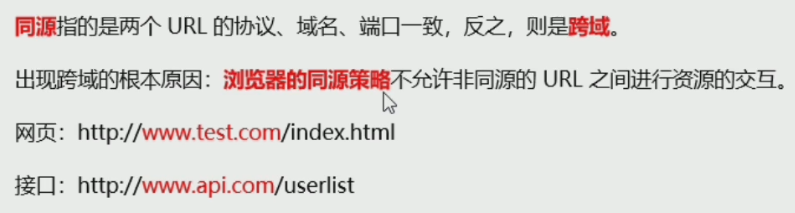 同源指的是两个 URL 的协议、域名、端口一致，反之，则是跨域。
出现跨域的根本原因：浏览器的同源策略不允许非同源的 URL 之间进行资源的交互。
网页：http://www.test.com/index.html
接口：http://www.api.com/userlist